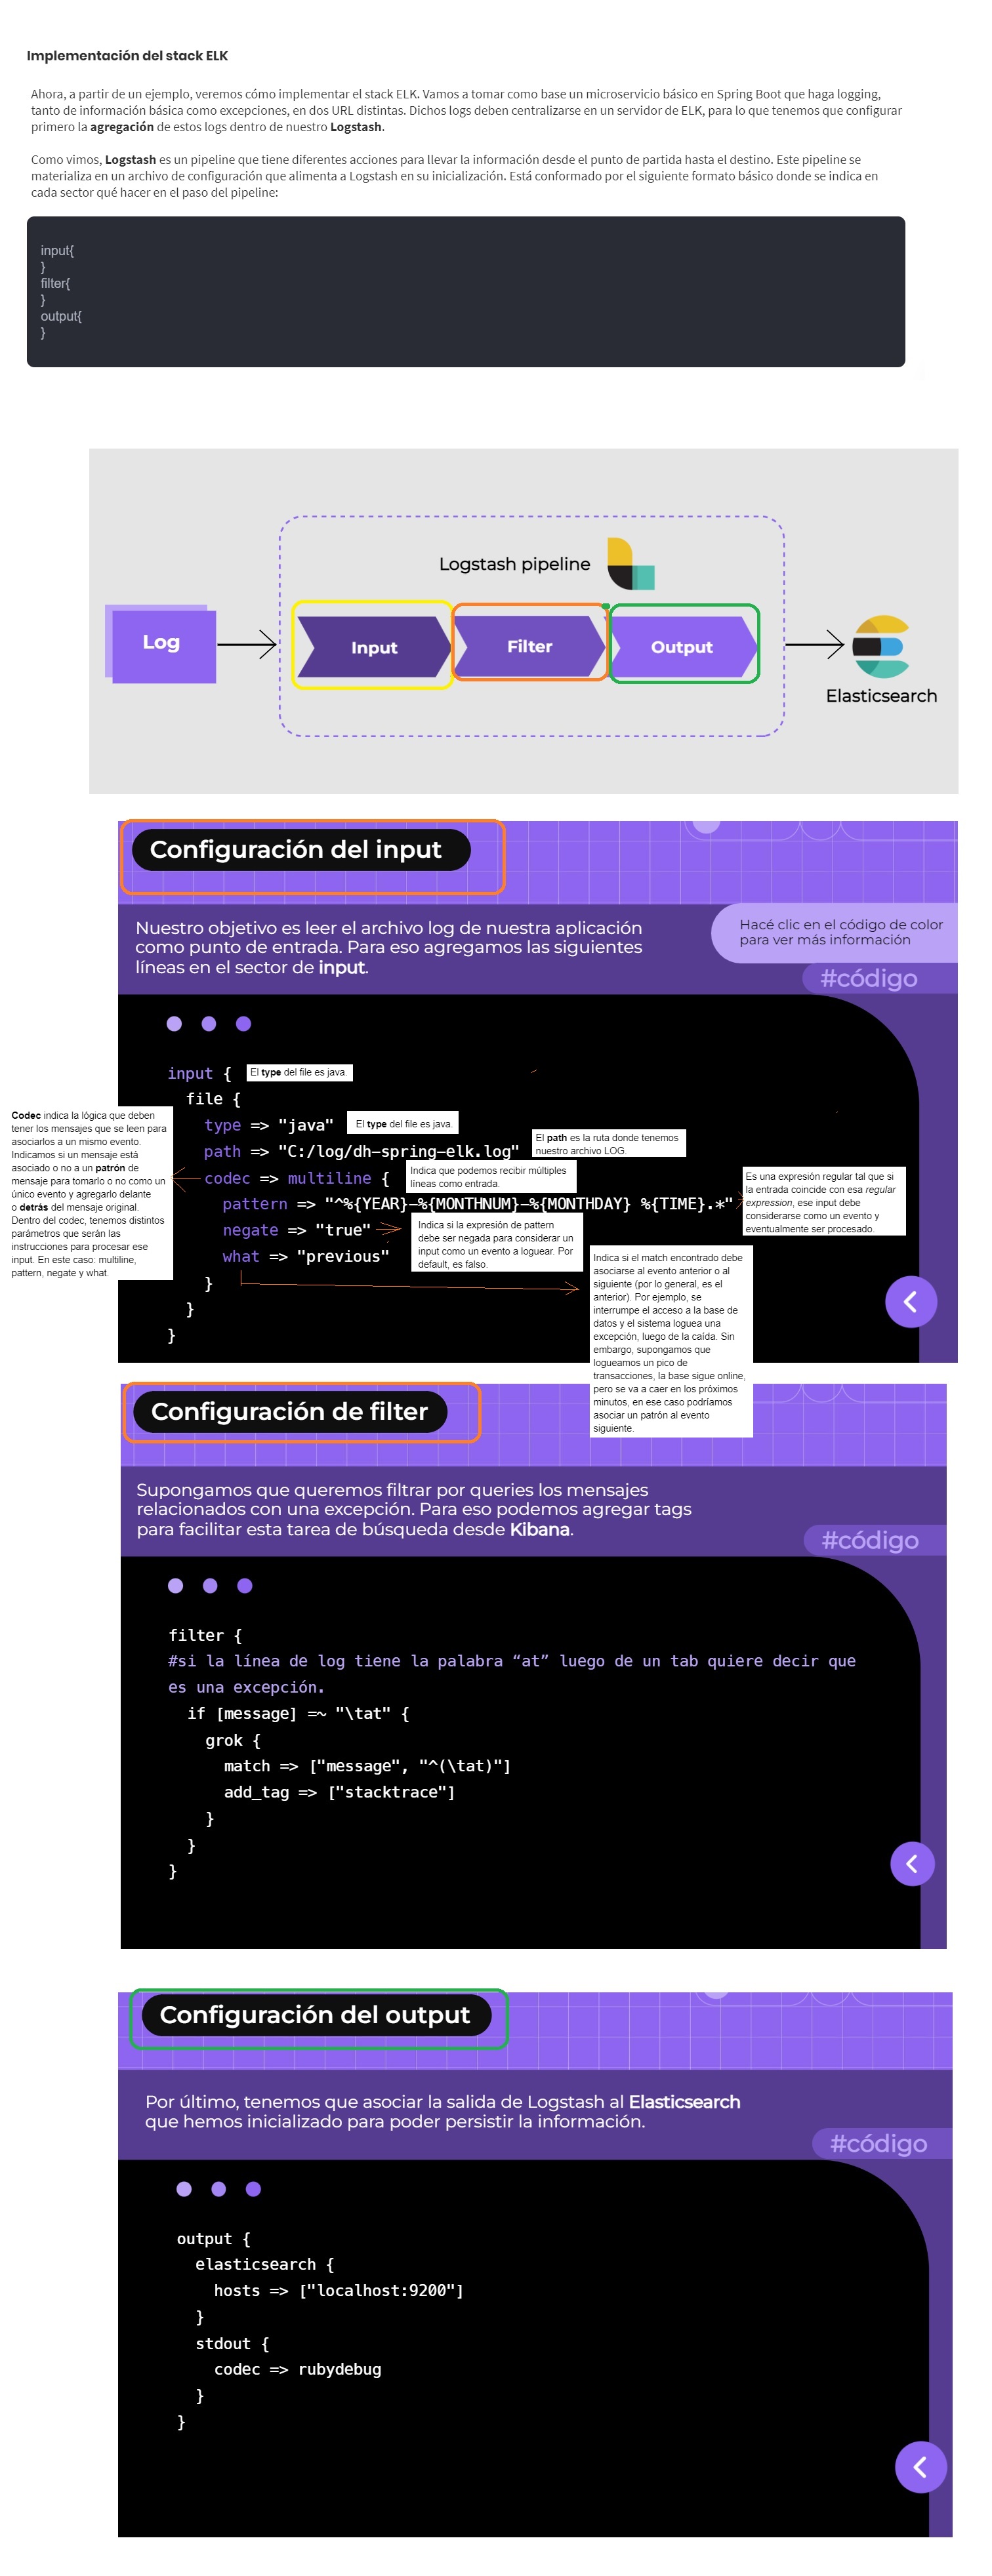 Implementación del stack ELK
Ahora, a partir de un ejemplo, veremos cómo implementar el stack ELK. Vamos a tomar como base un microservicio básico en Spring Boot que haga logging,
tanto de información básica como excepciones, en dos URL distintas. Dichos logs deben centralizarse en un servidor de ELK, para lo que tenemos que configurar
primero la agregación de estos logs dentro de nuestro Logstash.
Como vimos, Logstash es un pipeline que tiene diferentes acciones para llevar la información desde el punto de partida hasta el destino. Este pipeline se
materializa en un archivo de configuración que alimenta a Logstash en su inicialización. Está conformado por el siguiente formato básico donde se indica en
cada sector qué hacer en el paso del pipeline:
input{
}
filter{
}
output{
}
Logstash pipeline
Log
Input
Filter
Output
Elasticsearch
Configuración del input
Nuestro objetivo es leer el archivo log de nuestra aplicación
como punto de entrada. Para eso agregamos las siguientes
líneas en el sector de input.
Hacé clic en el código de color
para ver más información
#código
input {
El type del file es java.
file {
type => "java"
El type del file es java.
path => "C:/log/dh-spring-elk.log"
El path es la ruta donde tenemos
nuestro archivo LOG.
codec => multiline {
Indica que podemos recibir múltiples
líneas como entrada.
pattern => "^%{YEAR}-%{MONTHNUM}-%{MONTHDAY} %{TIME}.*"
Es una expresión regular tal que si
la entrada coincide con esa regular
expression, ese input debe
considerarse como un evento y
eventualmente ser procesado.
negate => "true"
Indica si la expresión de pattern
debe ser negada para considerar un
input como un evento a loguear. Por
default, es falso.
what => "previous"
}
}
}
Codec indica la lógica que deben
tener los mensajes que se leen para
asociarlos a un mismo evento.
Indicamos si un mensaje está
asociado o no a un patrón de
mensaje para tomarlo o no como un
único evento y agregarlo delante
o detrás del mensaje original.
Dentro del codec, tenemos distintos
parámetros que serán las
instrucciones para procesar ese
input. En este caso: multiline,
pattern, negate y what.
Indica si el match encontrado debe
asociarse al evento anterior o al
siguiente (por lo general, es el
anterior). Por ejemplo, se
interrumpe el acceso a la base de
datos y el sistema loguea una
excepción, luego de la caída. Sin
embargo, supongamos que
logueamos un pico de
transacciones, la base sigue online,
pero se va a caer en los próximos
minutos, en ese caso podríamos
asociar un patrón al evento
siguiente.
Configuración de filter
Supongamos que queremos filtrar por queries los mensajes
relacionados con una excepción. Para eso podemos agregar tags
para facilitar esta tarea de búsqueda desde Kibana.
#código
filter {
#si la línea de log tiene la palabra “at” luego de un tab quiere decir que
es una excepción.
if [message] =~ "\tat" {
grok {
match => ["message", "^(\tat)"]
add_tag => ["stacktrace"]
}
}
}
Configuración del output
Por último, tenemos que asociar la salida de Logstash al Elasticsearch
que hemos inicializado para poder persistir la información.
#código
output {
elasticsearch {
hosts => ["localhost:9200"]
}
stdout {
codec => rubydebug
}
}